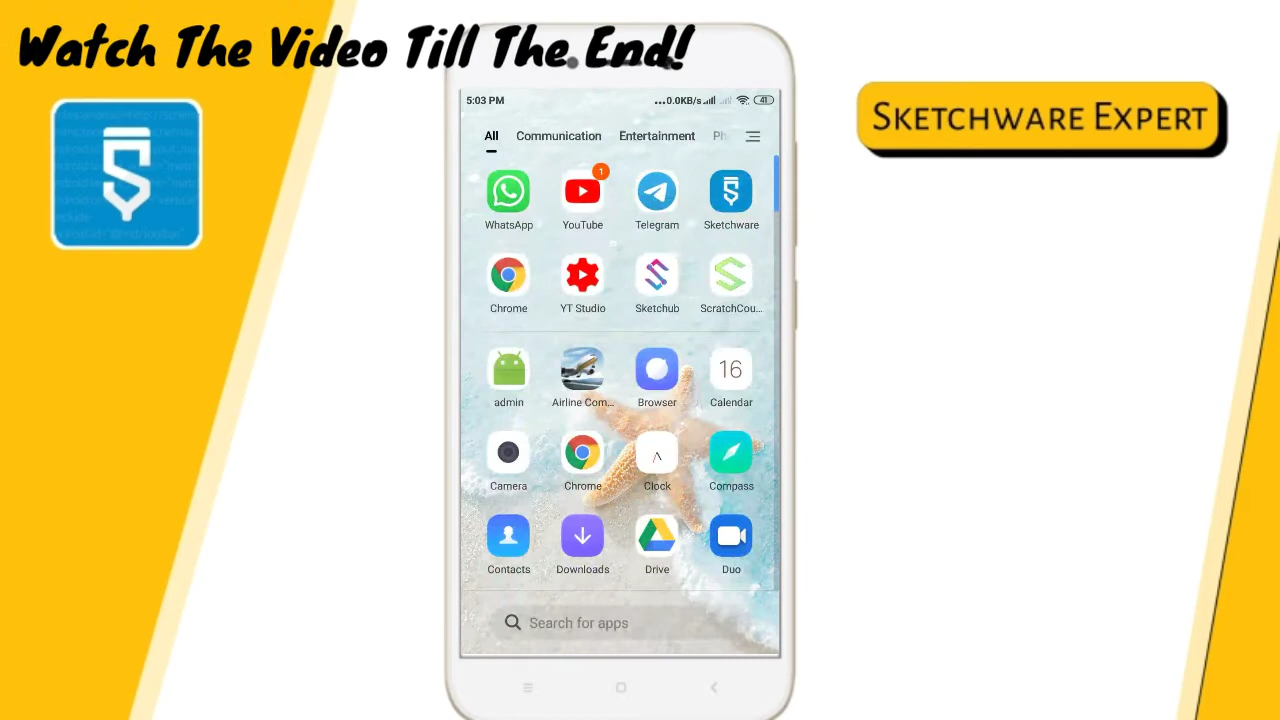 Watch The Video Till The End!
Sketchware Expert
5:03 PM ...0.0KB/s 41
All Communication Entertainment Ph
1
WhatsApp YouTube Telegram Sketchware
Chrome YT Studio Sketchub ScratchCou...
16
admin Airline Com... Browser Calendar
Camera Chrome Clock Compass
Contacts Downloads Drive Duo
Search for apps